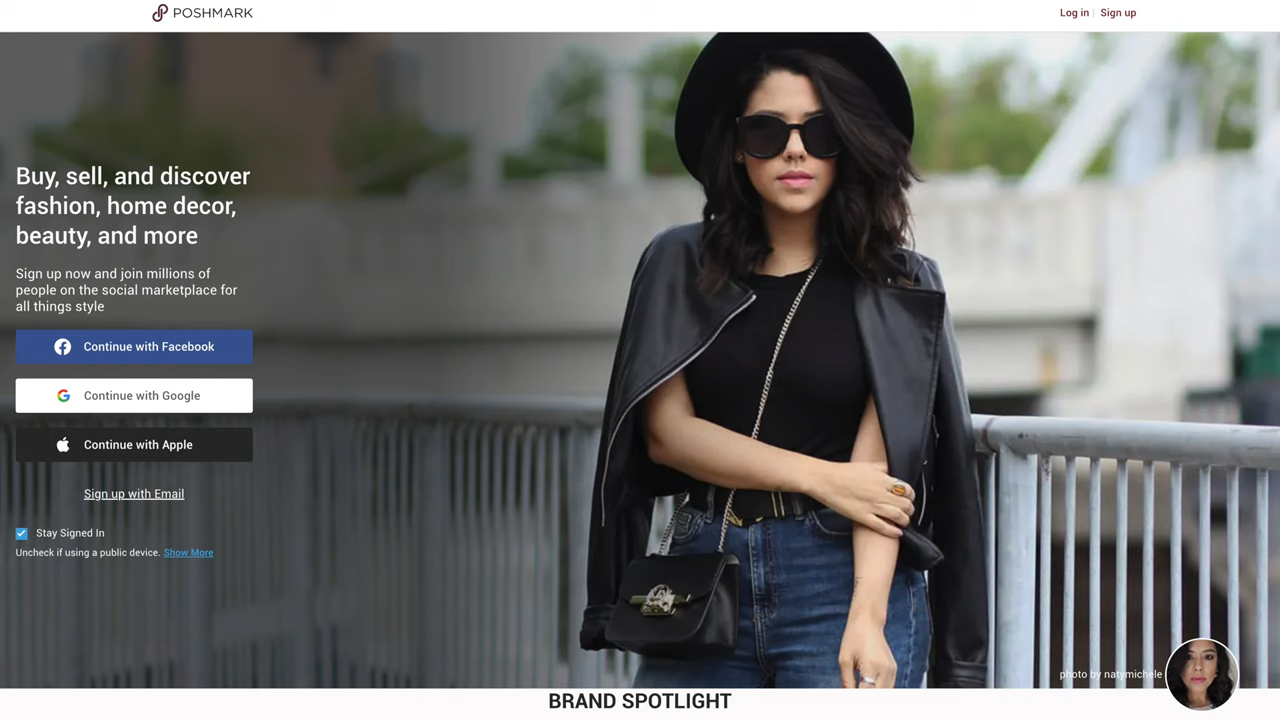 POSHMARK
Log in | Sign up
Buy, sell, and discover
fashion, home decor,
beauty, and more
Sign up now and join millions of
people on the social marketplace for
all things style
Continue with Facebook
Continue with Google
Continue with Apple
Sign up with Email
Stay Signed In
Uncheck if using a public device. Show More
photo by natymichele
BRAND SPOTLIGHT